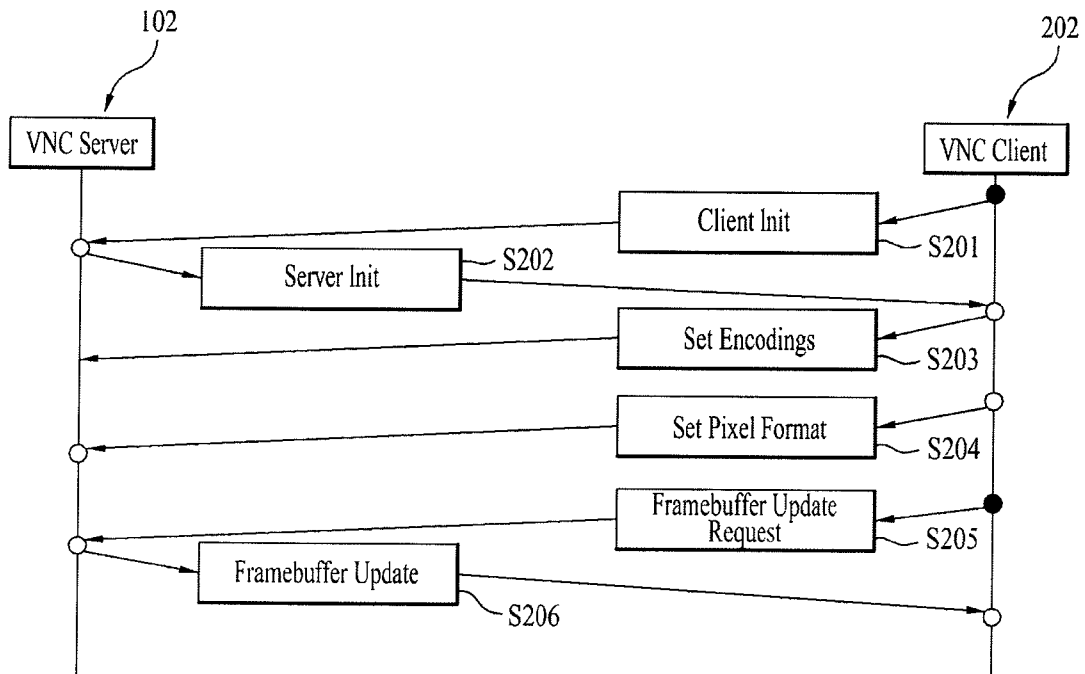 102
202
VNC Server
VNC Client
Client Init
S201
S202
Server Init
Set Encodings
S203
Set Pixel Format
S204
Framebuffer Update
Request
S205
Framebuffer Update
S206